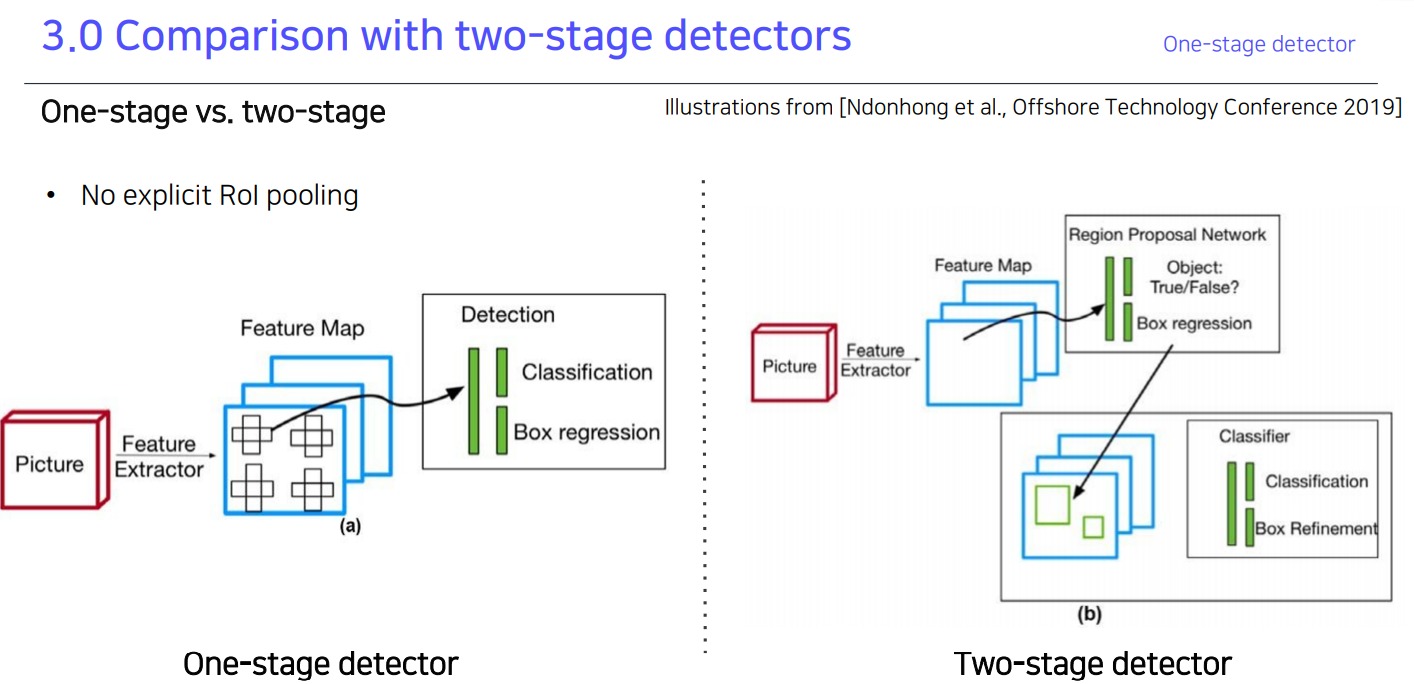 3.0 Comparison with two-stage detectors
One-stage detector
One-stage vs. two-stage
Illustrations from [Ndonhong et al., Offshore Technology Conference 2019]
• No explicit RoI pooling
Picture
Feature
Extractor
Feature Map
(a)
Detection
Classification
Box regression
One-stage detector
Picture
Feature
Extractor
Feature Map
Region Proposal Network
Object:
True/False?
Box regression
Classifier
Classification
Box Refinement
(b)
Two-stage detector